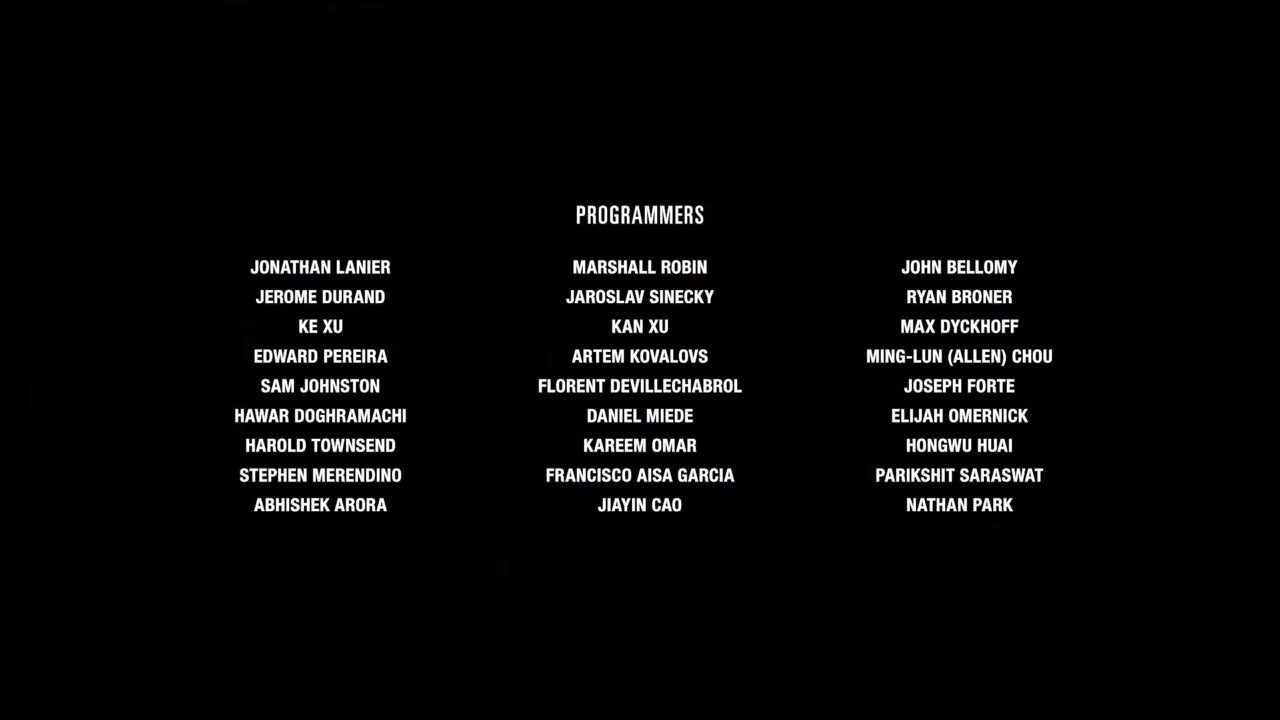 PROGRAMMERS
JONATHAN LANIER MARSHALL ROBIN JOHN BELLOMY
JEROME DURAND JAROSLAV SINECKY RYAN BRONER
KE XU KAN XU MAX DYCKHOFF
EDWARD PEREIRA ARTEM KOVALOVS MING-LUN (ALLEN) CHOU
SAM JOHNSTON FLORENT DEVILLECHABROL JOSEPH FORTE
HAWAR DOGHRAMACHI DANIEL MIEDE ELIJAH OMERNICK
HAROLD TOWNSEND KAREEM OMAR HONGWU HUAI
STEPHEN MERENDINO FRANCISCO AISA GARCIA PARIKSHIT SARASWAT
ABHISHEK ARORA JIAYIN CAO NATHAN PARK